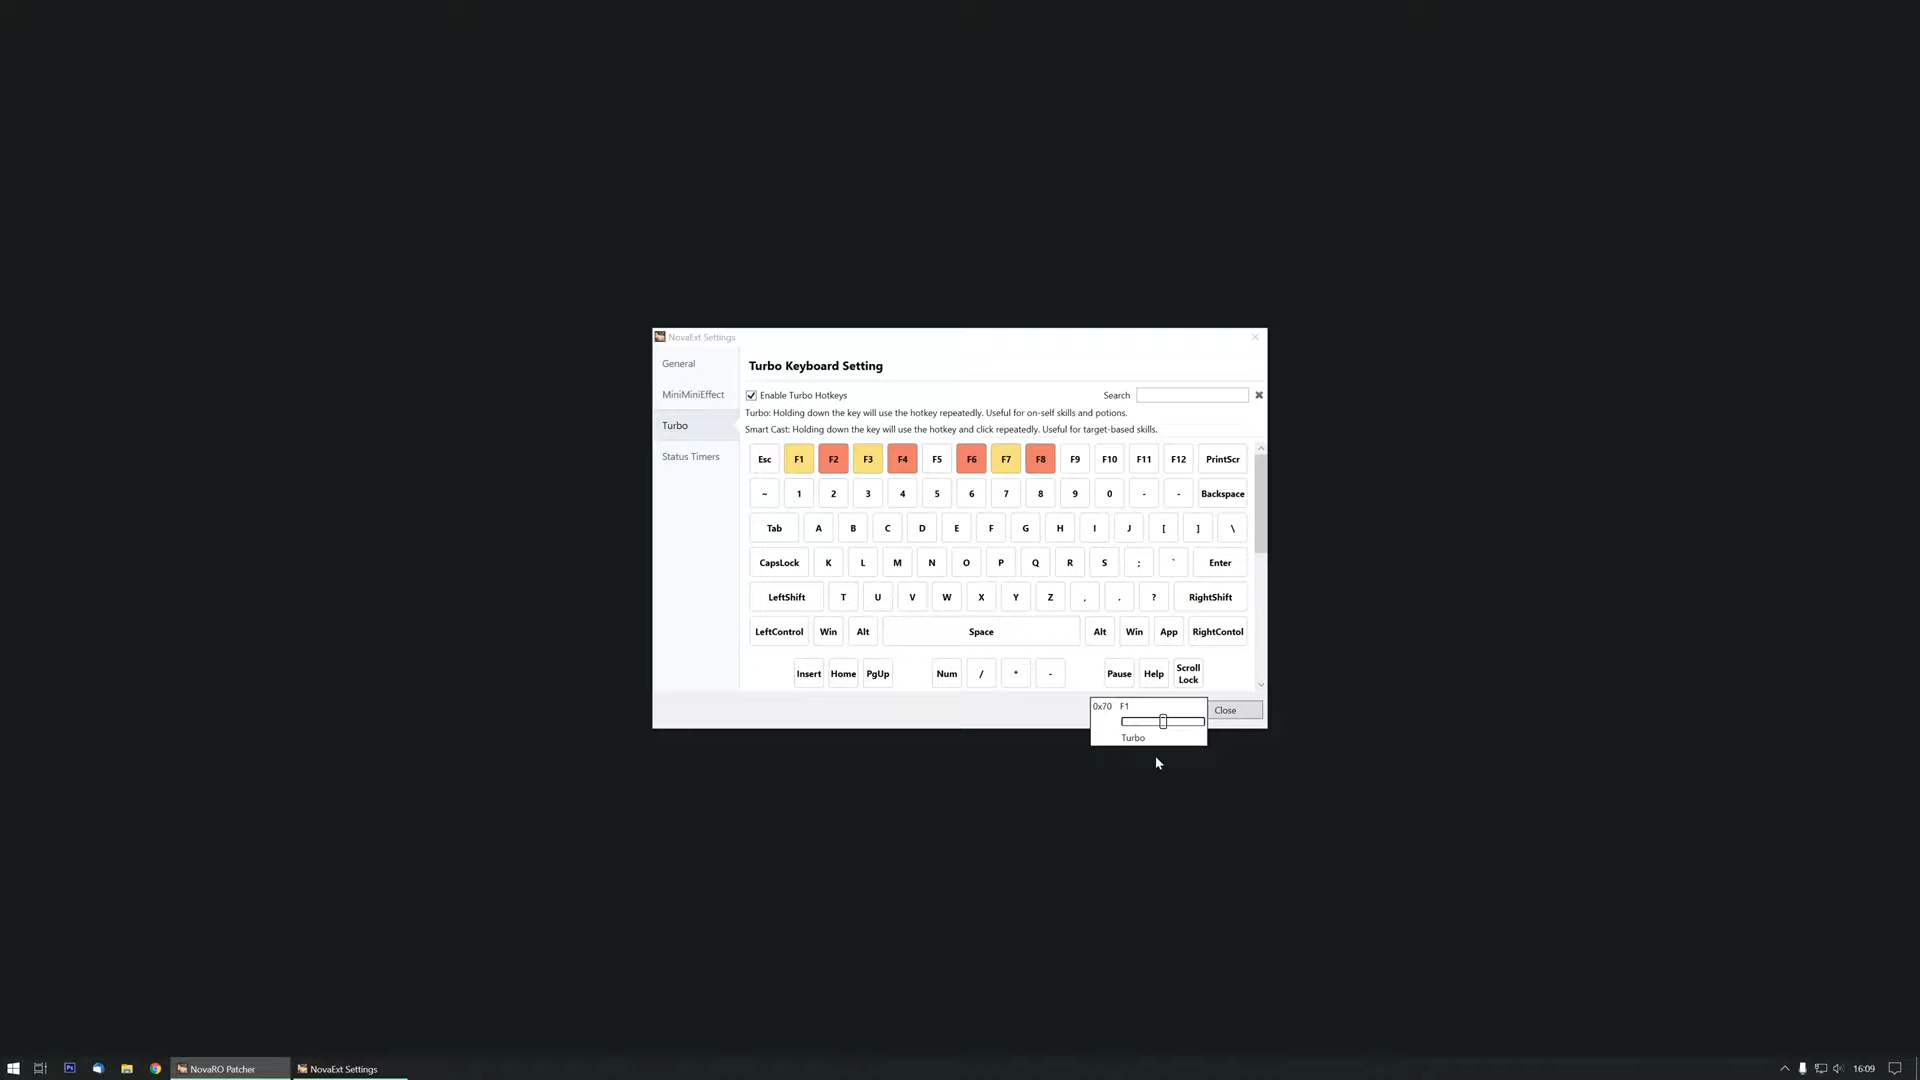 NovaExt Settings
General
MiniMiniEffect
Turbo
Status Timers
Turbo Keyboard Setting
Enable Turbo Hotkeys
Search
Turbo: Holding down the key will use the hotkey repeatedly. Useful for on-self skills and potions.
Smart Cast: Holding down the key will use the hotkey and click repeatedly. Useful for target-based skills.
Esc F1 F2 F3 F4 F5 F6 F7 F8 F9 F10 F11 F12 PrintScr
~ 1 2 3 4 5 6 7 8 9 0 - - Backspace
Tab A B C D E F G H I J [ ] \
CapsLock K L M N O P Q R S ; ` Enter
LeftShift T U V W X Y Z , . ? RightShift
LeftControl Win Alt Space Alt Win App RightContol
Insert Home PgUp Num / * - Pause Help Scroll
Lock
0x70 F1
Turbo
Close
Ps
NovaRO Patcher
NovaExt Settings
16:09